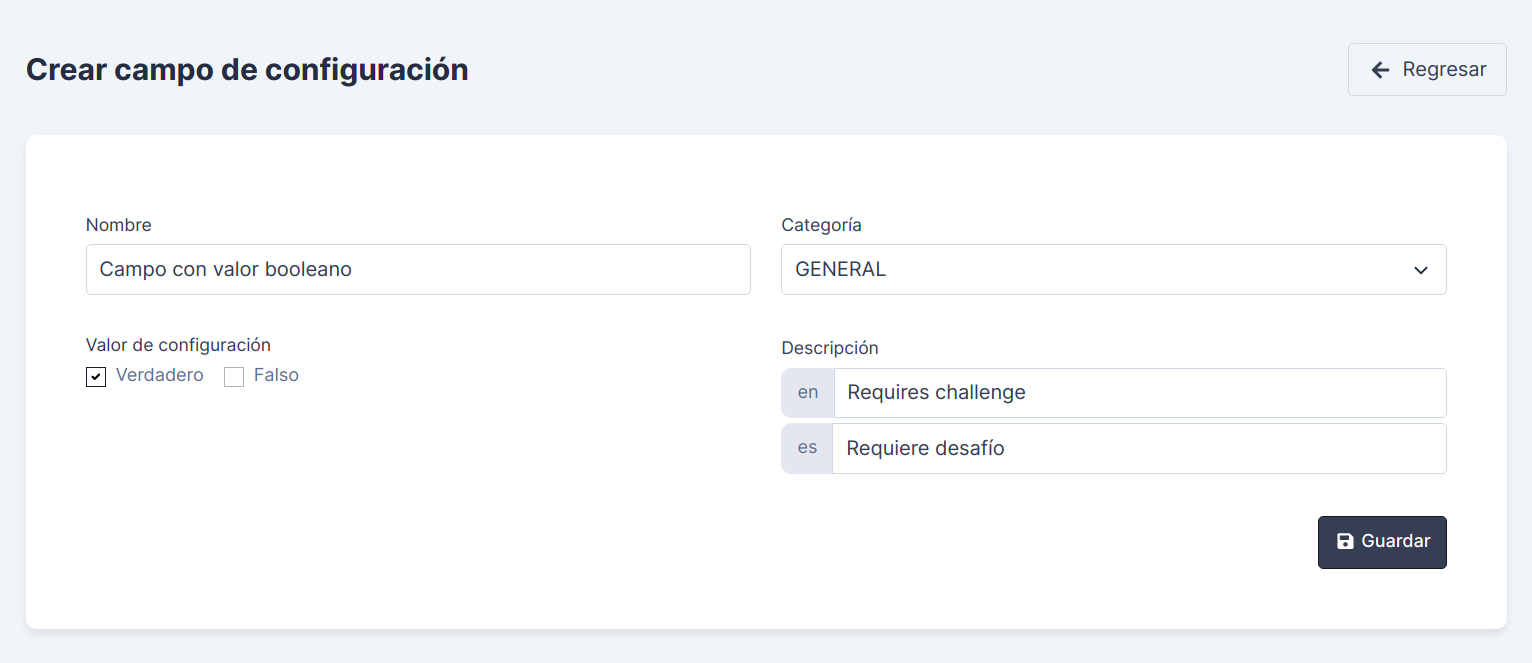 Crear campo de configuración
Regresar
Nombre
Campo con valor booleano
Categoría
GENERAL
Valor de configuración
Verdadero Falso
Descripción
en Requires challenge
es Requiere desafío
Guardar